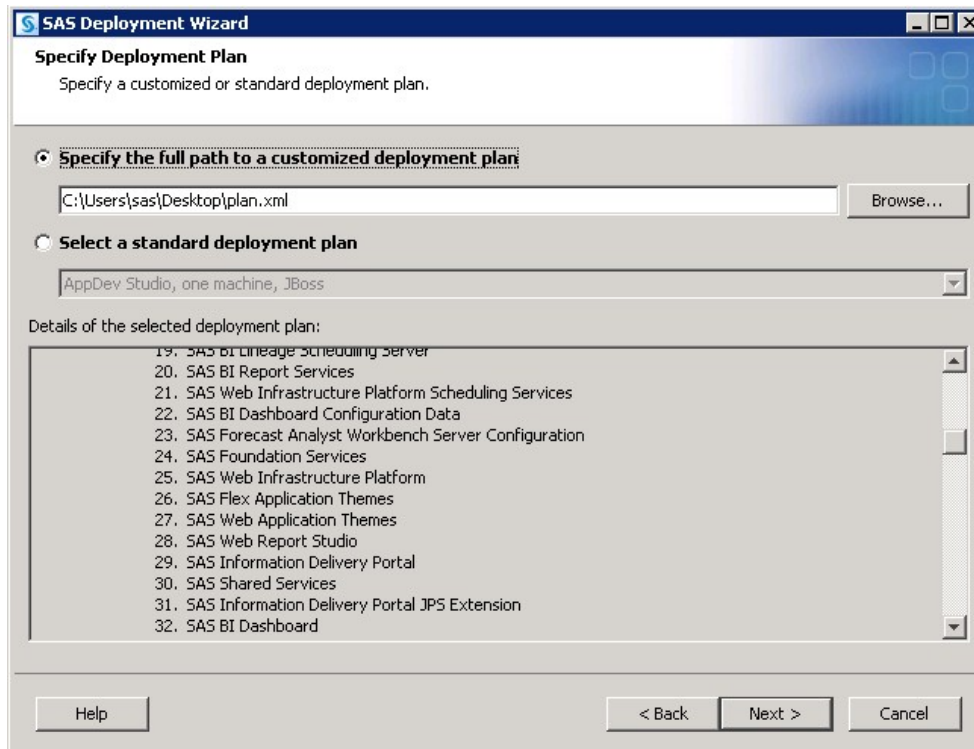 SAS Deployment Wizard
Specify Deployment Plan
Specify a customized or standard deployment plan.
Specify the full path to a customized deployment plan
C:\Users\sas\Desktop\plan.xml
Browse...
Select a standard deployment plan
AppDev Studio, one machine, JBoss
Details of the selected deployment plan:
19. SAS BI Lineage Scheduling Server
20. SAS BI Report Services
21. SAS Web Infrastructure Platform Scheduling Services
22. SAS BI Dashboard Configuration Data
23. SAS Forecast Analyst Workbench Server Configuration
24. SAS Foundation Services
25. SAS Web Infrastructure Platform
26. SAS Flex Application Themes
27. SAS Web Application Themes
28. SAS Web Report Studio
29. SAS Information Delivery Portal
30. SAS Shared Services
31. SAS Information Delivery Portal JPS Extension
32. SAS BI Dashboard
Help
< Back
Next >
Cancel